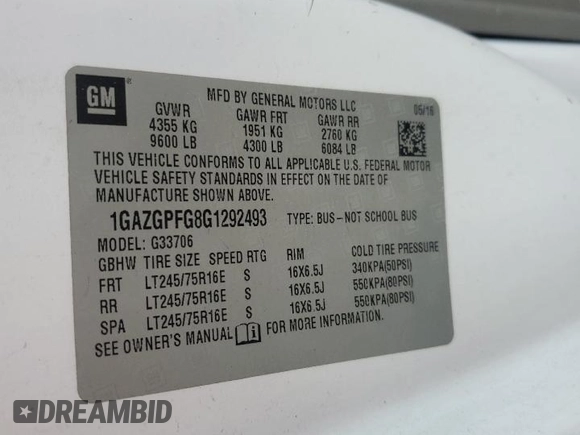 GM
MFD BY GENERAL MOTORS LLC 06/16
GVWR GAWR FRT GAWR RR
4355 KG 1951 KG 2760 KG
9600 LB 4300 LB 6084 LB
THIS VEHICLE CONFORMS TO ALL APPLICABLE U.S. FEDERAL MOTOR
VEHICLE SAFETY STANDARDS IN EFFECT ON THE DATE OF
MANUFACTURE SHOWN ABOVE.
1GAZGPFG8G1292493 TYPE: BUS-NOT SCHOOL BUS
MODEL: G33706
GBHW TIRE SIZE SPEED RTG RIM COLD TIRE PRESSURE
FRT LT245/75R16E S 16X6.5J 340KPA(50PSI)
RR LT245/75R16E S 16X6.5J 550KPA(80PSI)
SPA LT245/75R16E S 16X6.5J 550KPA(80PSI)
SEE OWNER'S MANUAL FOR MORE INFORMATION.
DREAMBID